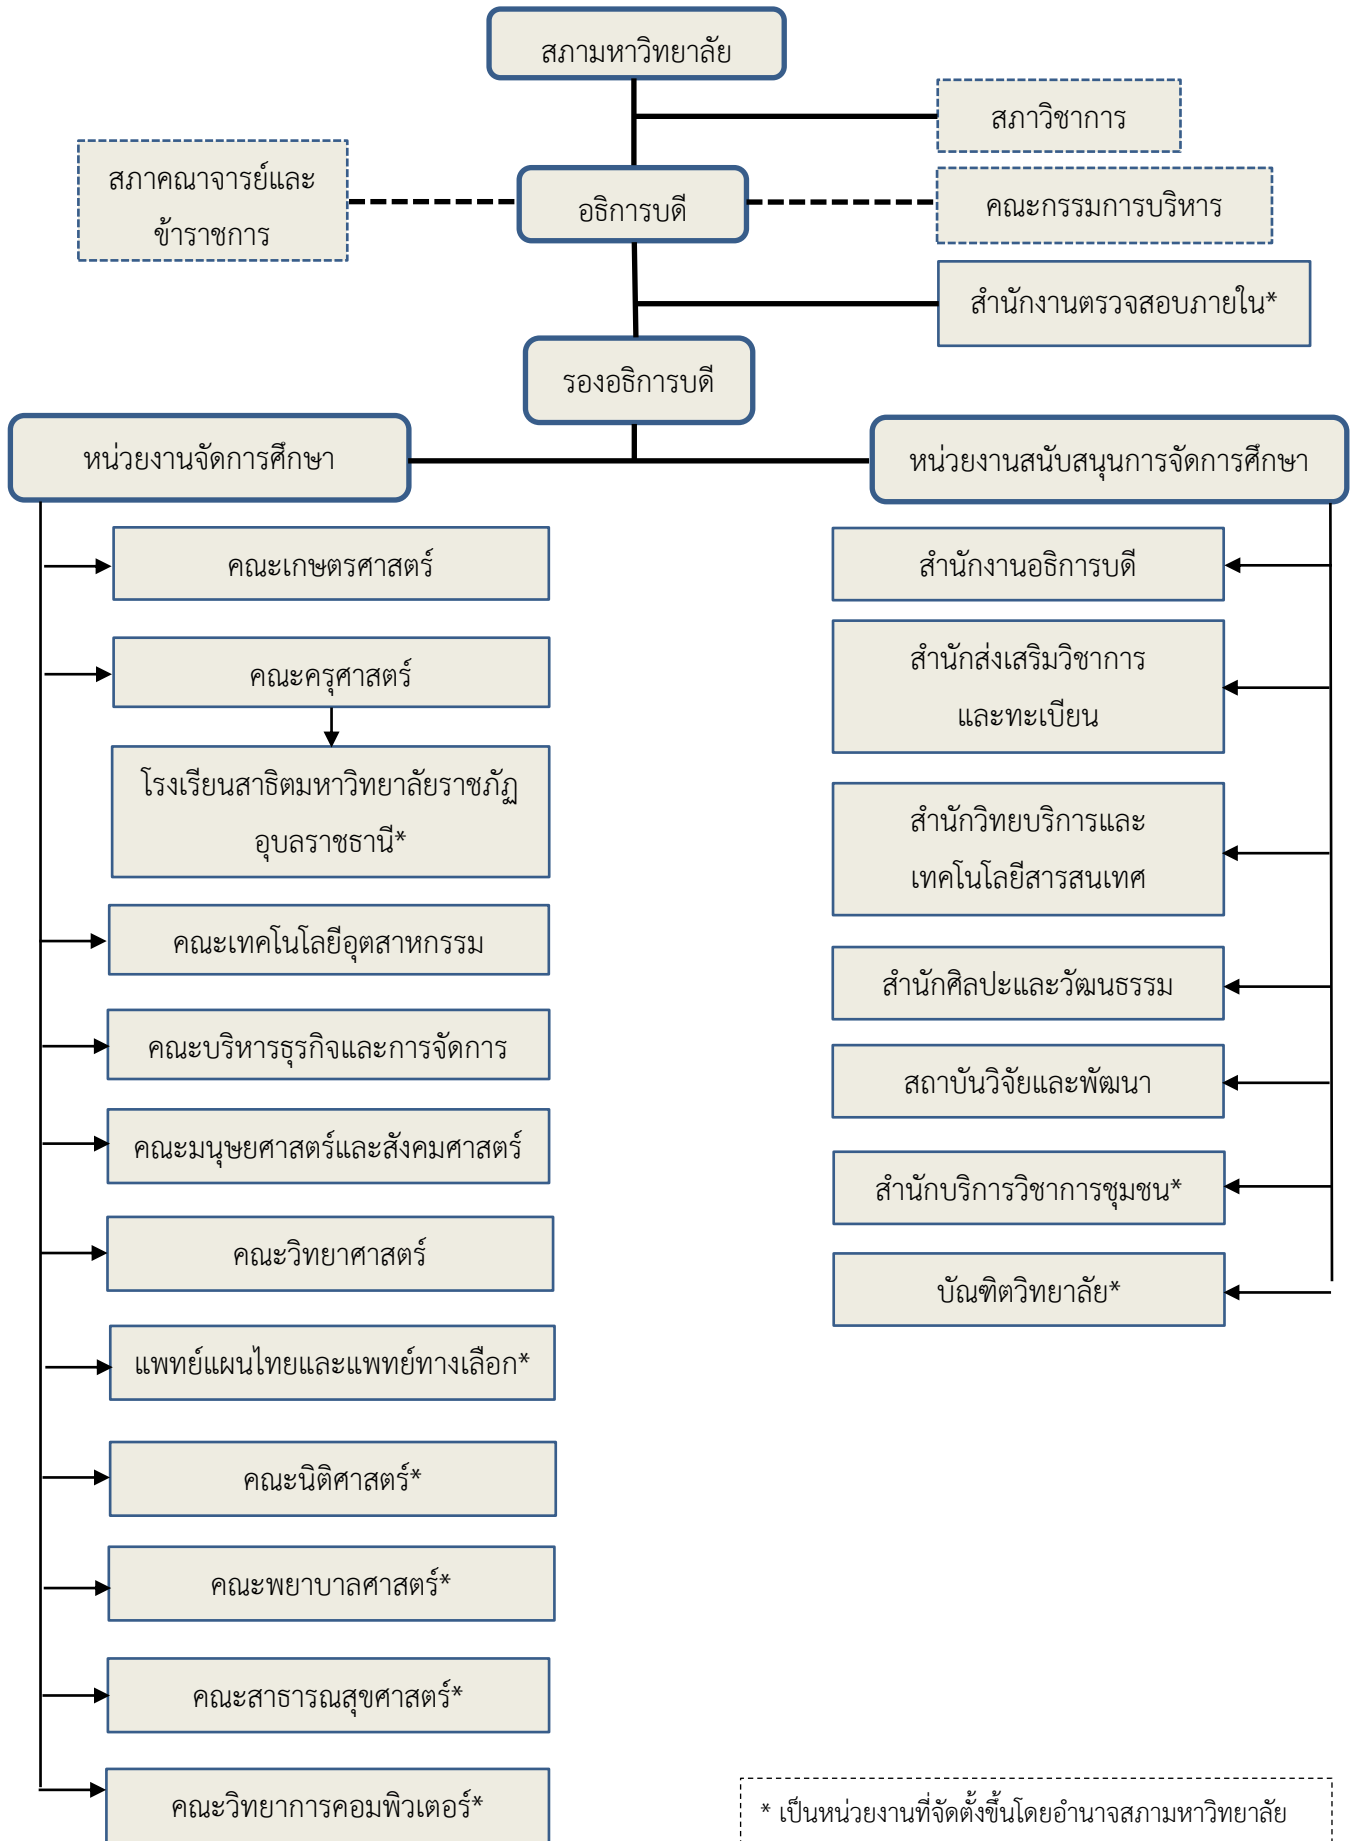 สภามหาวิทยาลัย
สภาวิชาการ
สภาคณาจารย์และ
ข้าราชการ
อธิการบดี
คณะกรรมการบริหาร
สำนักงานตรวจสอบภายใน*
รองอธิการบดี
หน่วยงานจัดการศึกษา
คณะเกษตรศาสตร์
คณะครุศาสตร์
โรงเรียนสาธิตมหาวิทยาลัยราชภัฏ
อุบลราชธานี*
คณะเทคโนโลยีอุตสาหกรรม
คณะบริหารธุรกิจและการจัดการ
คณะมนุษยศาสตร์และสังคมศาสตร์
คณะวิทยาศาสตร์
แพทย์แผนไทยและแพทย์ทางเลือก*
คณะนิติศาสตร์*
คณะพยาบาลศาสตร์*
คณะสาธารณสุขศาสตร์*
คณะวิทยาการคอมพิวเตอร์*
หน่วยงานสนับสนุนการจัดการศึกษา
สำนักงานอธิการบดี
สำนักส่งเสริมวิชาการ
และทะเบียน
สำนักวิทยบริการและ
เทคโนโลยีสารสนเทศ
สำนักศิลปะและวัฒนธรรม
สถาบันวิจัยและพัฒนา
สำนักบริการวิชาการชุมชน*
บัณฑิตวิทยาลัย*
* เป็นหน่วยงานที่จัดตั้งขึ้นโดยอำนาจสภามหาวิทยาลัย